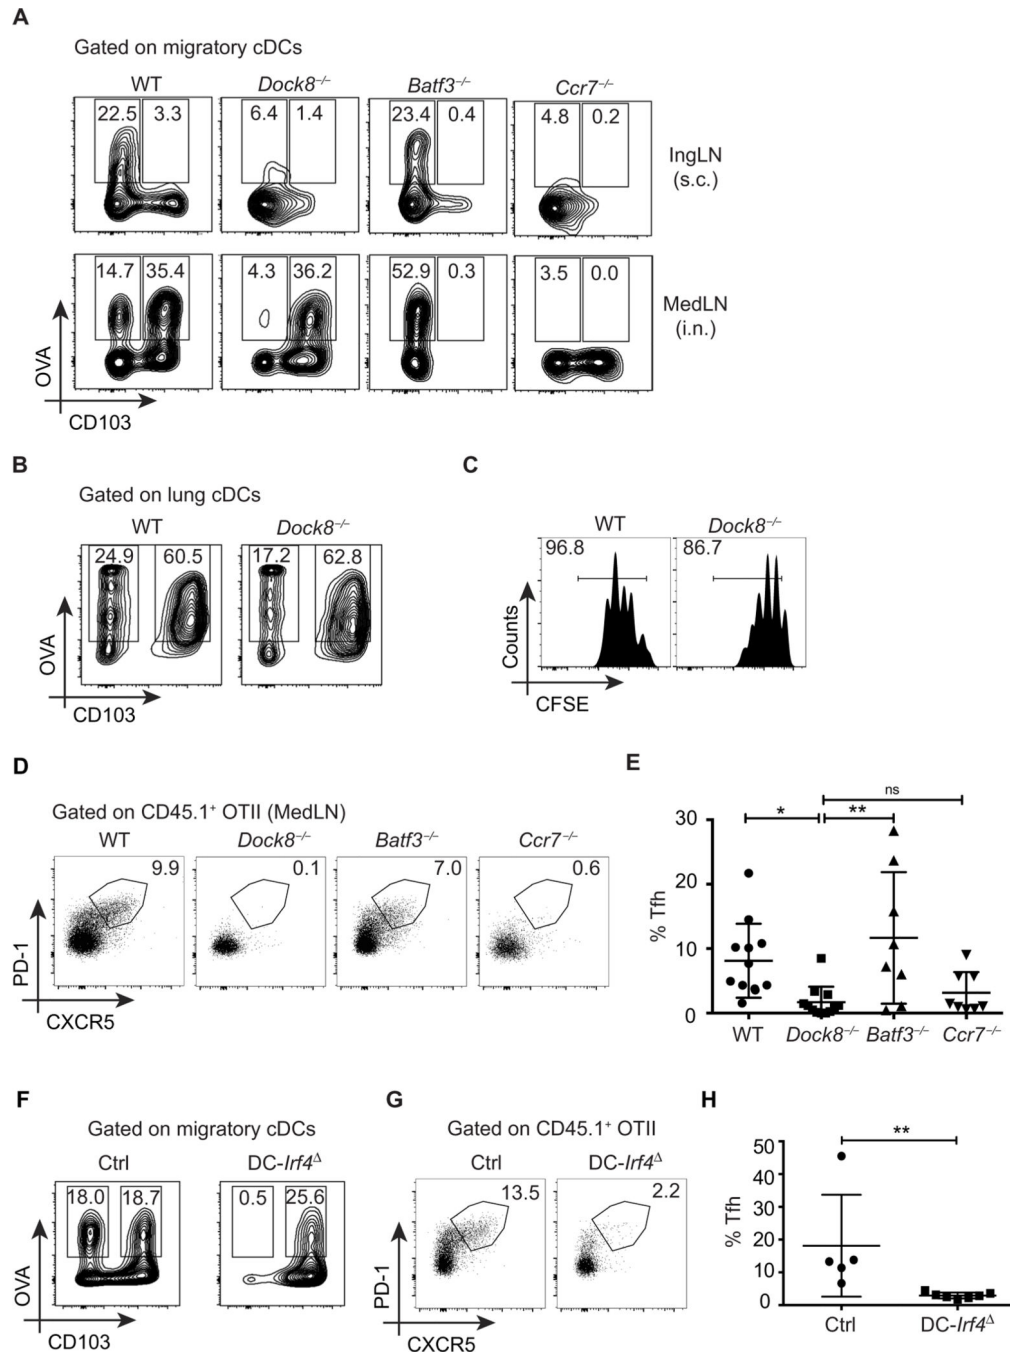 A
Gated on migratory cDCs
WT Dock8–/– Batf3–/– Ccr7–/–
22.5 3.3 6.4 1.4 23.4 0.4 4.8 0.2
IngLN
(s.c.)
14.7 35.4 4.3 36.2 52.9 0.3 3.5 0.0
MedLN
(i.n.)
OVA
CD103
B
Gated on lung cDCs
WT Dock8–/–
24.9 60.5 17.2 62.8
OVA
CD103
C
WT Dock8–/–
96.8 86.7
Counts
CFSE
D
Gated on CD45.1+ OTII (MedLN)
WT Dock8–/– Batf3–/– Ccr7–/–
9.9 0.1 7.0 0.6
PD-1
CXCR5
E
ns
* **
30
20
10
0
% Tfh
WT Dock8–/– Batf3–/– Ccr7–/–
F
Gated on migratory cDCs
Ctrl DC-Irf4Δ
18.0 18.7 0.5 25.6
OVA
CD103
G
Gated on CD45.1+ OTII
Ctrl DC-Irf4Δ
13.5 2.2
PD-1
CXCR5
H
**
50
40
30
20
10
0
% Tfh
Ctrl DC-Irf4Δ